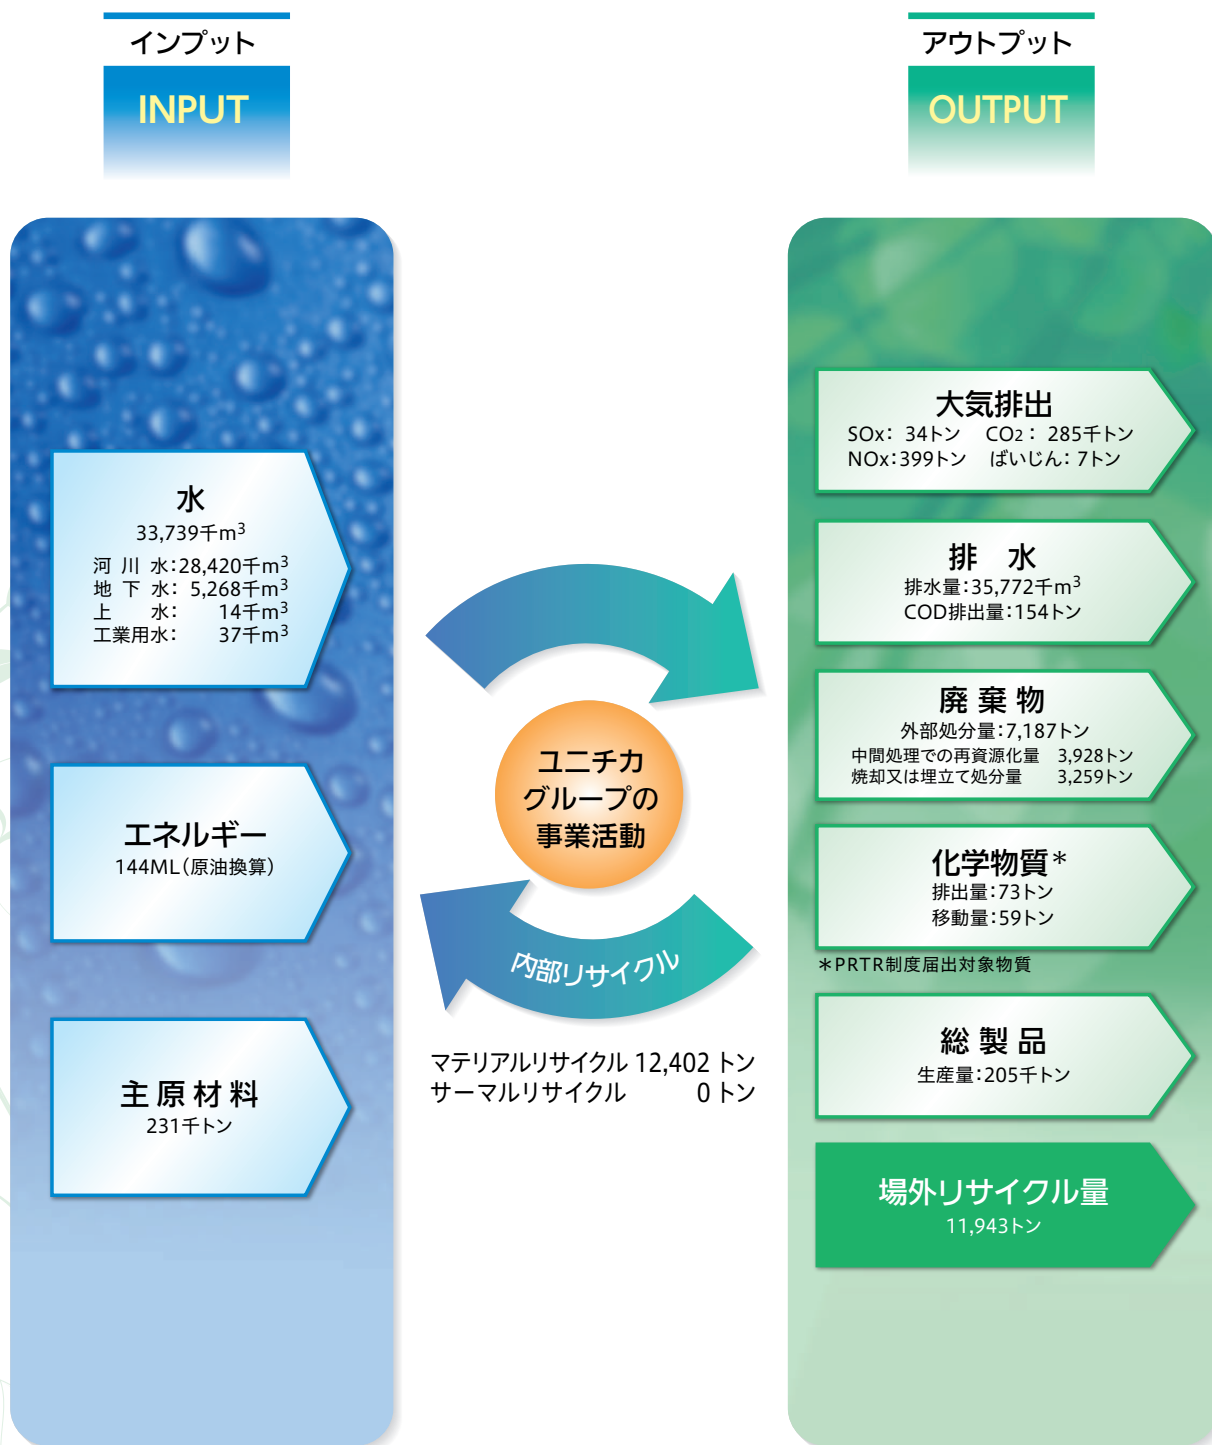 インプット
INPUT
水
33,739千m³
河川水：28,420千m³
地下水： 5,268千m³
上水： 14千m³
工業用水： 37千m³
エネルギー
144ML（原油換算）
主原材料
231千トン
ユニチカ
グループの
事業活動
内部リサイクル
マテリアルリサイクル 12,402 トン
サーマルリサイクル 0 トン
アウトプット
OUTPUT
大気排出
SOx： 34トン CO₂： 285千トン
NOx：399トン ばいじん： 7トン
排水
排水量：35,772千m³
COD排出量：154トン
廃棄物
外部処分量：7,187トン
中間処理での再資源化量 3,928トン
焼却又は埋立て処分量 3,259トン
化学物質＊
排出量：73トン
移動量：59トン
＊PRTR制度届出対象物質
総製品
生産量：205千トン
場外リサイクル量
11,943トン